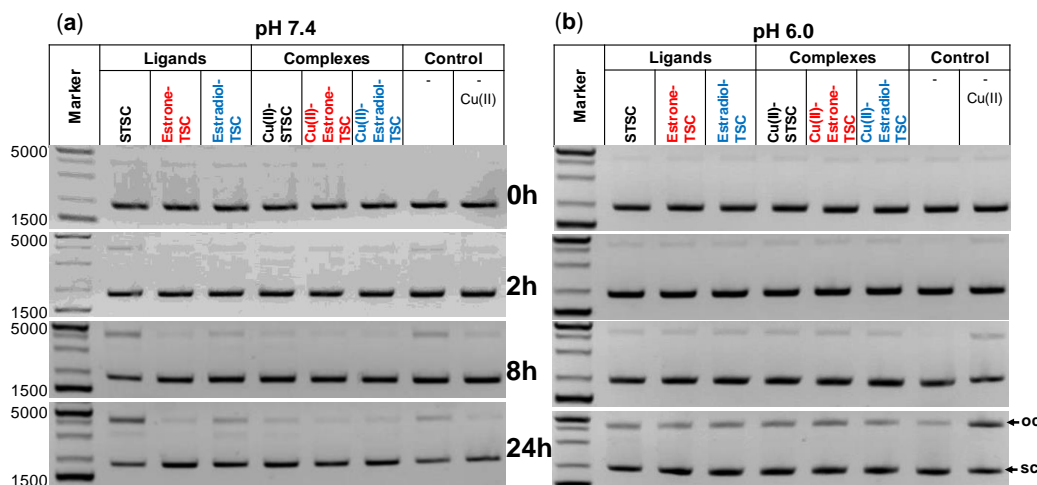 (a)
pH 7.4
Marker
Ligands
Complexes
Control
STSC
Estrone-
TSC
Estradiol-
TSC
Cu(II)-
STSC
Cu(II)-
Estrone-
TSC
Cu(II)-
Estradiol-
TSC
-
-
Cu(II)
5000
1500
0h
5000
1500
2h
5000
1500
8h
5000
1500
24h
(b)
pH 6.0
Marker
Ligands
Complexes
Control
STSC
Estrone-
TSC
Estradiol-
TSC
Cu(II)-
STSC
Cu(II)-
Estrone-
TSC
Cu(II)-
Estradiol-
TSC
-
-
Cu(II)
oc
sc